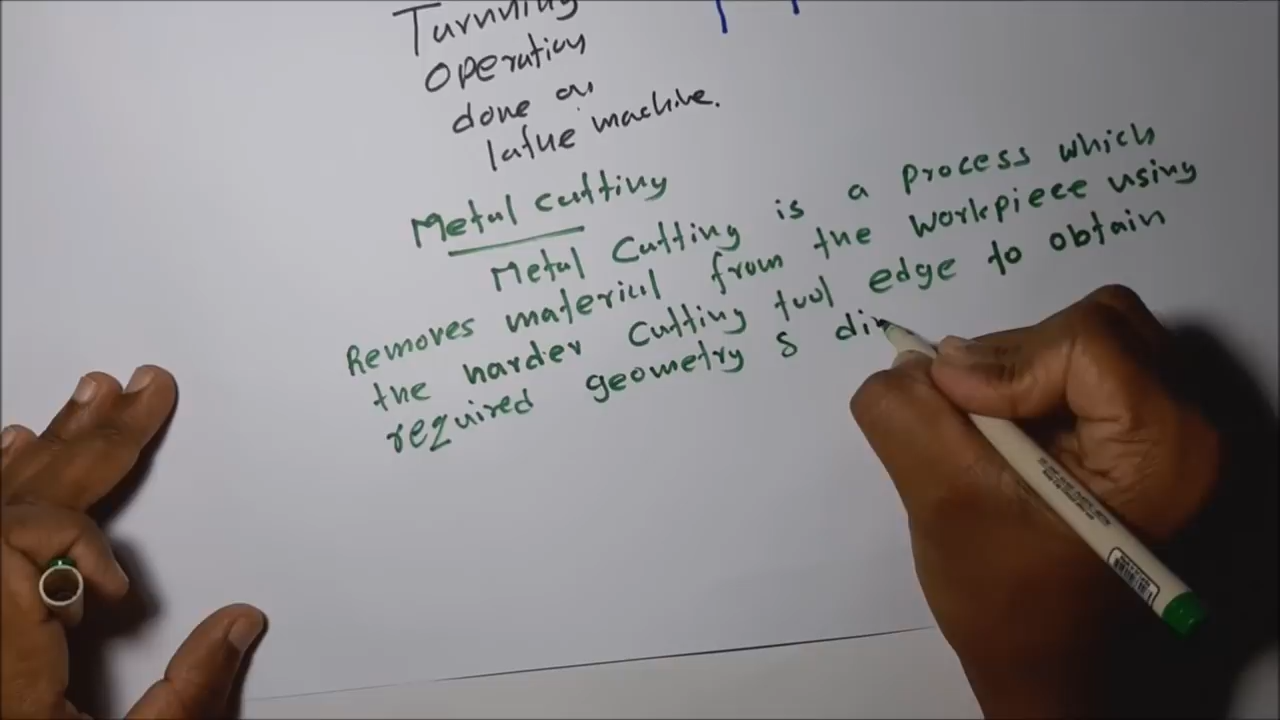 Turnning
operation
done on
lathe machine.
Metal cutting
Metal Cutting is a process which
Removes material from the workpiece using
the harder Cutting tool edge to obtain
required geometry & di